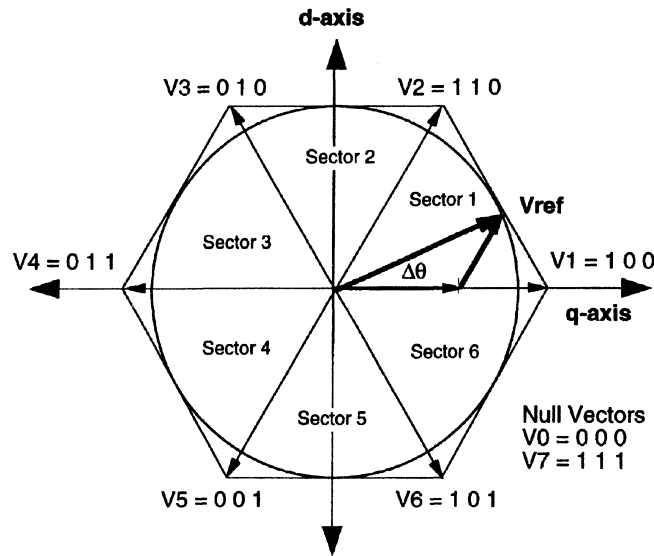 d-axis
V3 = 0 1 0
V2 = 1 1 0
Sector 2
Sector 1
Vref
Sector 3
V4 = 0 1 1
Δθ
V1 = 1 0 0
q-axis
Sector 4
Sector 6
Sector 5
Null Vectors
V0 = 0 0 0
V7 = 1 1 1
V5 = 0 0 1
V6 = 1 0 1